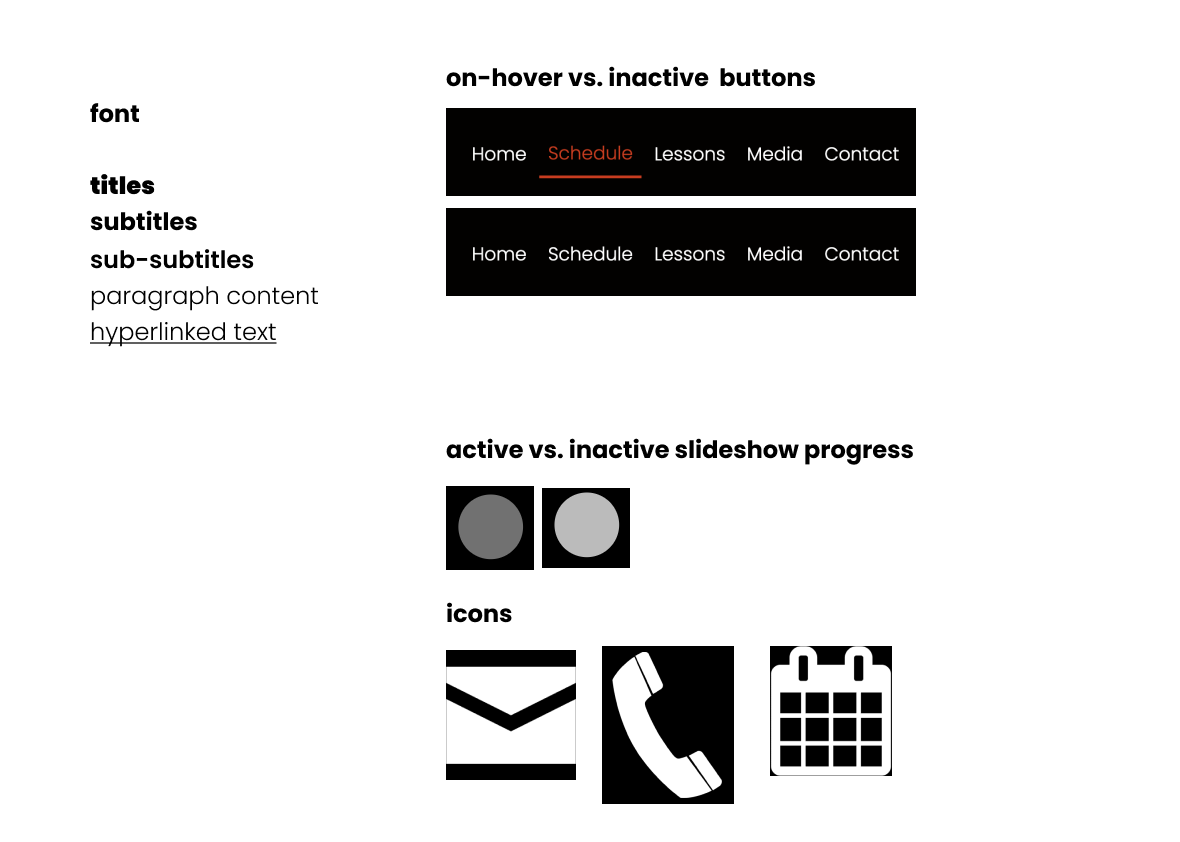 font
titles
subtitles
sub-subtitles
paragraph content
hyperlinked text
on-hover vs. inactive  buttons
Home Schedule Lessons Media Contact
Home Schedule Lessons Media Contact
active vs. inactive slideshow progress
icons